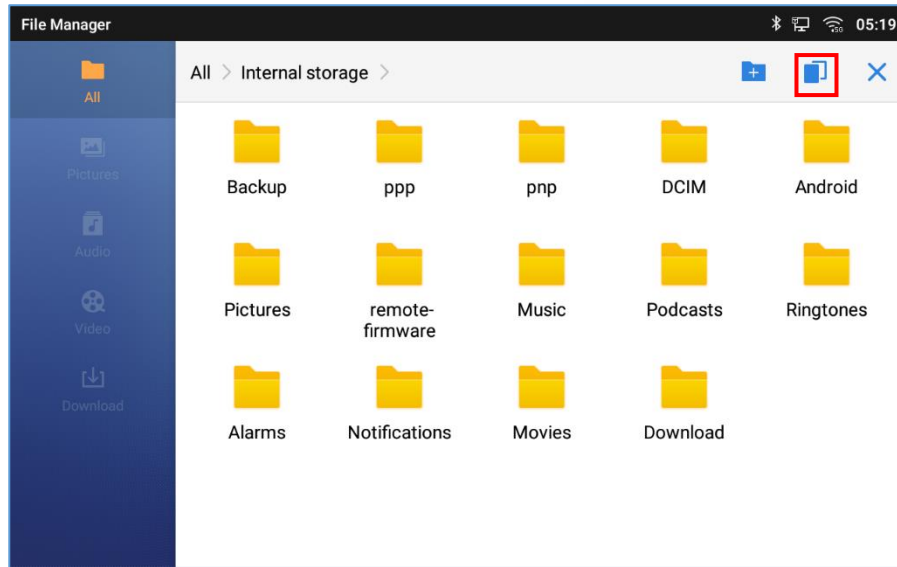 File Manager
05:19
All
All > Internal storage >
Pictures
Audio
Video
Download
Backup
ppp
pnp
DCIM
Android
Pictures
remote-
firmware
Music
Podcasts
Ringtones
Alarms
Notifications
Movies
Download